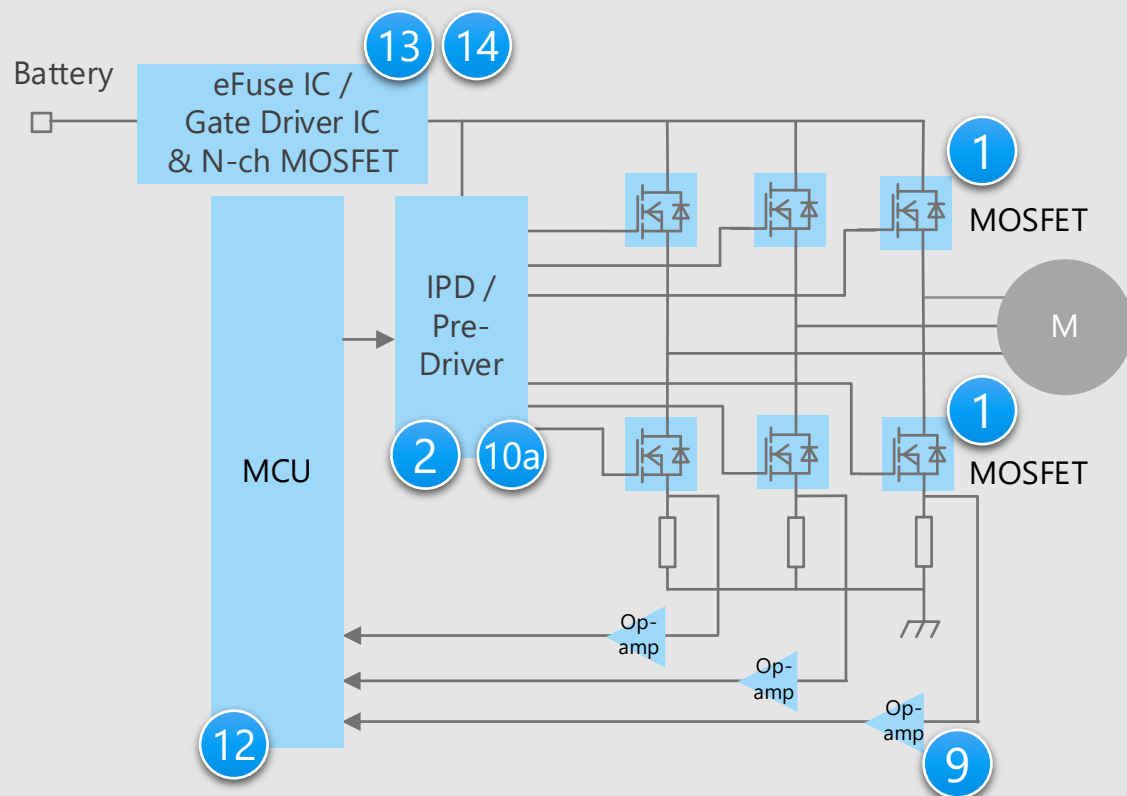 13
14
Battery
eFuse IC /
Gate Driver IC
& N-ch MOSFET
1
MOSFET
IPD /
Pre-
Driver
M
1
MOSFET
2
10a
MCU
Op-
amp
Op-
amp
Op-
amp
12
9